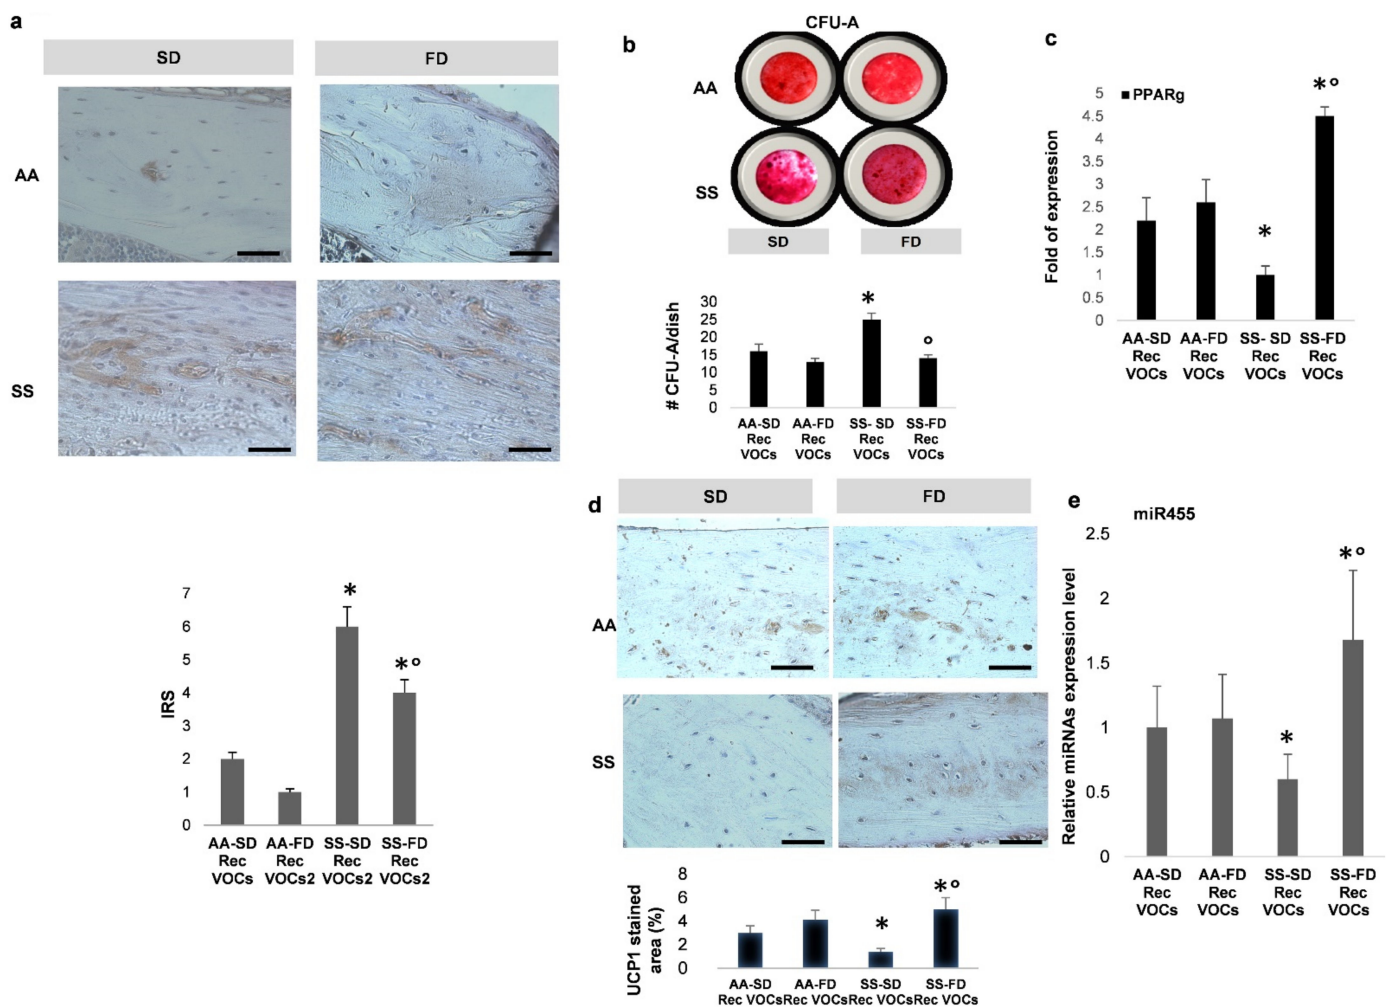 a
SD
FD
AA
SS
7
6
5
4
3
2
1
0
IRS
*
*°
AA-SD AA-FD SS-SD SS-FD
Rec Rec Rec Rec
VOCs VOCs2 VOCs2 VOCs2
b
CFU-A
AA
SS
SD
FD
30
25
20
15
10
5
0
# CFU-A/dish
*
°
AA-SD AA-FD SS- SD SS-FD
Rec Rec Rec Rec
VOCs VOCs VOCs VOCs
c
PPARg
5
4.5
4
3.5
3
2.5
2
1.5
1
0.5
0
Fold of expression
*
*°
AA-SD AA-FD SS- SD SS-FD
Rec Rec Rec Rec
VOCs VOCs VOCs VOCs
d
SD
FD
AA
SS
8
6
4
2
0
UCP1 stained
area (%)
*
*°
AA-SD AA-FD SS-SD SS-FD
Rec VOCs Rec VOCs Rec VOCs Rec VOCs
e
miR455
2.5
2
1.5
1
0.5
0
Relative miRNAs expression level
*
*°
AA-SD AA-FD SS-SD SS-FD
Rec Rec Rec Rec
VOCs VOCs VOCs VOCs